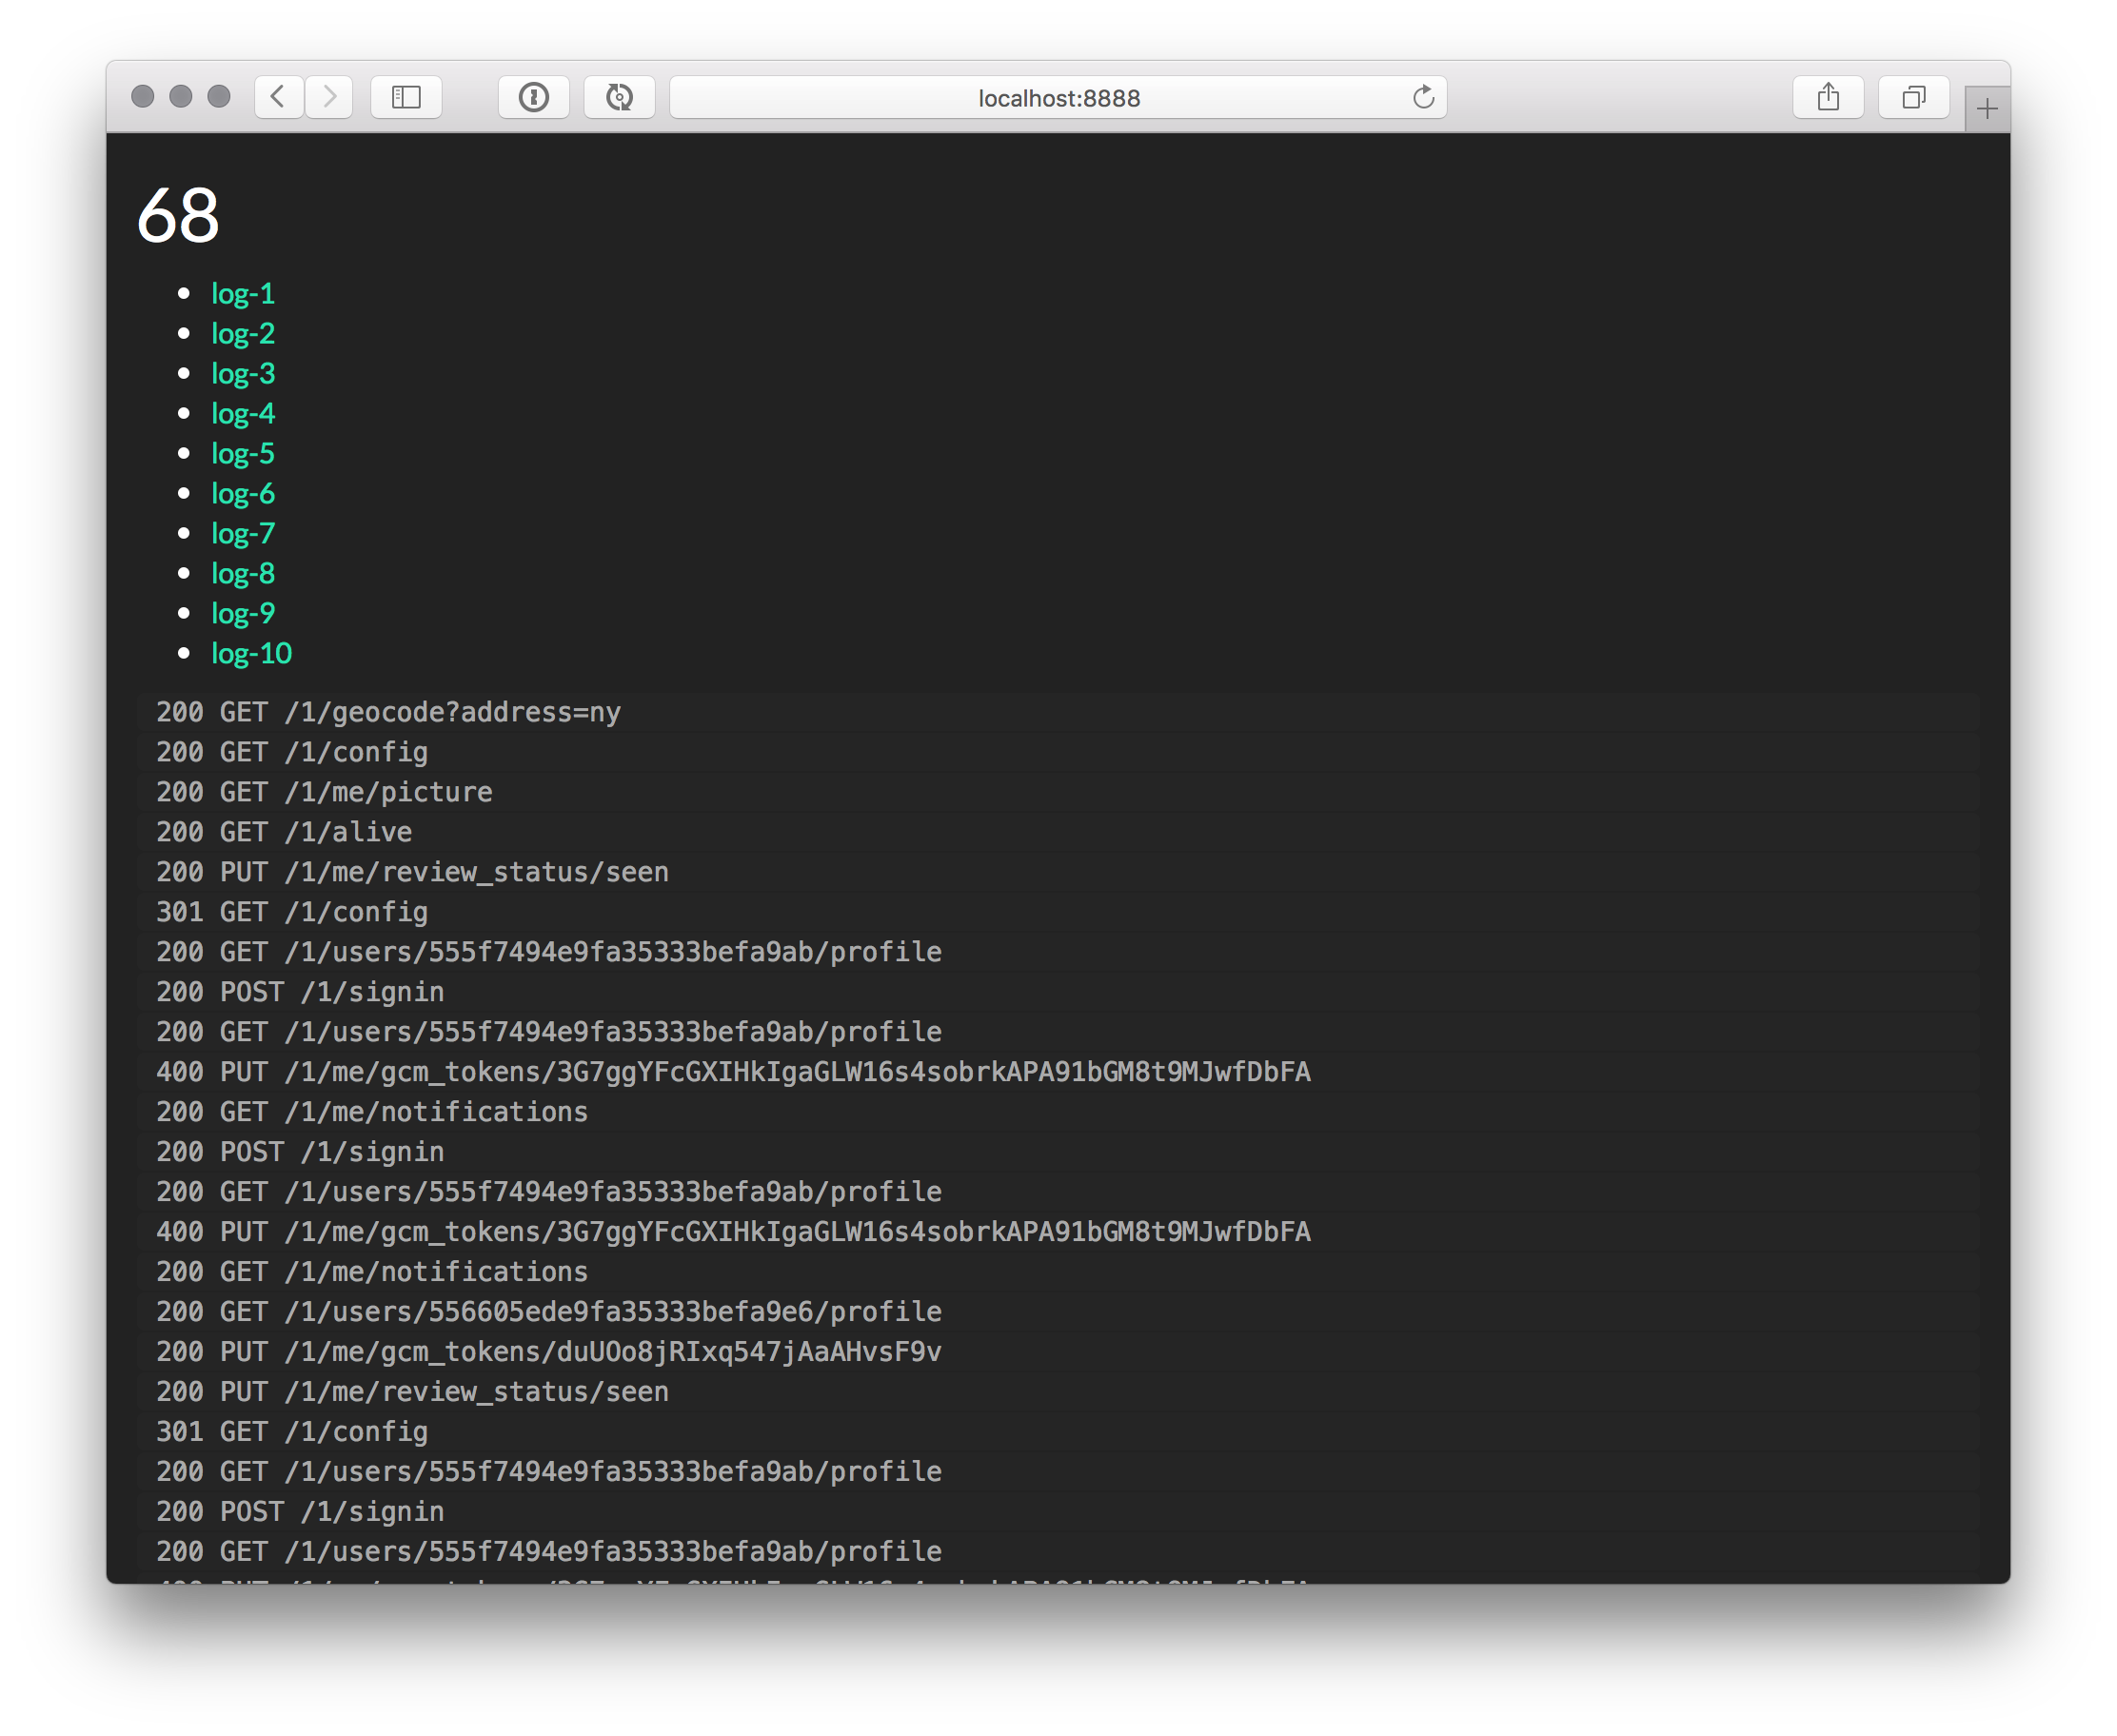 localhost:8888
68
log-1
log-2
log-3
log-4
log-5
log-6
log-7
log-8
log-9
log-10
200 GET /1/geocode?address=ny
200 GET /1/config
200 GET /1/me/picture
200 GET /1/alive
200 PUT /1/me/review_status/seen
301 GET /1/config
200 GET /1/users/555f7494e9fa35333befa9ab/profile
200 POST /1/signin
200 GET /1/users/555f7494e9fa35333befa9ab/profile
400 PUT /1/me/gcm_tokens/3G7ggYFcGXIHkIgaGLW16s4sobrkAPA91bGM8t9MJwfDbFA
200 GET /1/me/notifications
200 POST /1/signin
200 GET /1/users/555f7494e9fa35333befa9ab/profile
400 PUT /1/me/gcm_tokens/3G7ggYFcGXIHkIgaGLW16s4sobrkAPA91bGM8t9MJwfDbFA
200 GET /1/me/notifications
200 GET /1/users/556605ede9fa35333befa9e6/profile
200 PUT /1/me/gcm_tokens/duUOo8jRIxq547jAaAHvsF9v
200 PUT /1/me/review_status/seen
301 GET /1/config
200 GET /1/users/555f7494e9fa35333befa9ab/profile
200 POST /1/signin
200 GET /1/users/555f7494e9fa35333befa9ab/profile